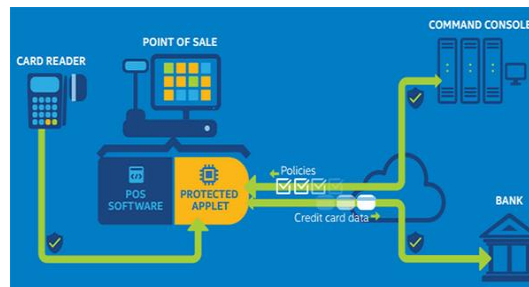 COMMAND CONSOLE
POINT OF SALE
CARD READER
Policies
POS
SOFTWARE
PROTECTED
APPLET
Credit card data
BANK